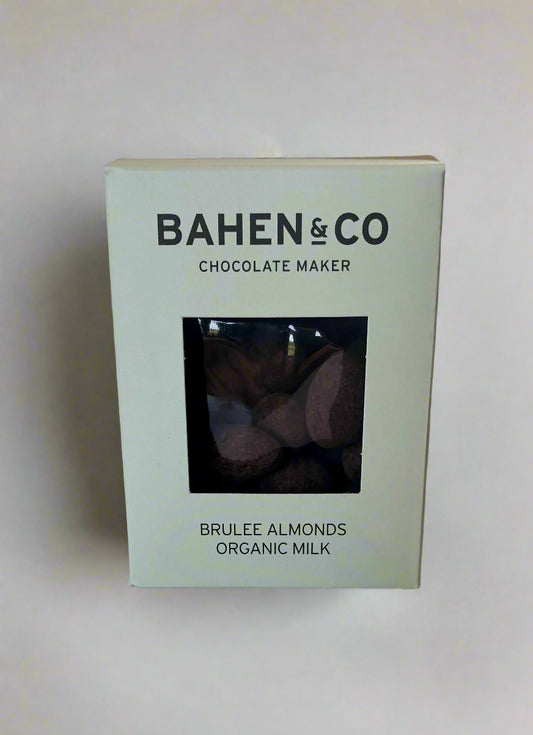 BAHEN & CO
CHOCOLATE MAKER
BRULEE ALMONDS
ORGANIC MILK